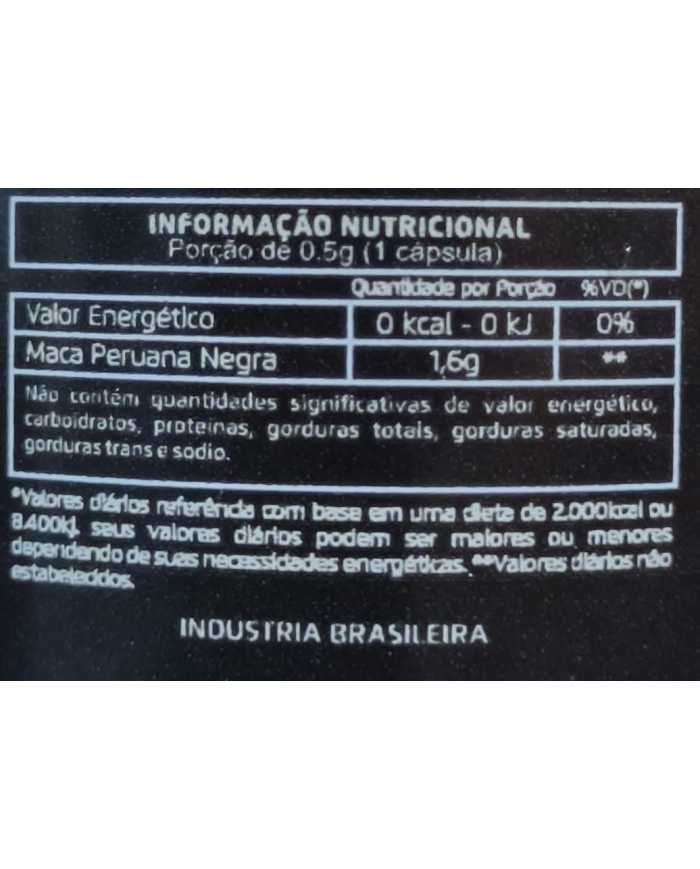 INFORMAÇÃO NUTRICIONAL
Porção de 0.5g (1 cápsula)
Quantidade por Porção %VD(*)
Valor Energético 0 kcal - 0 kJ 0%
Maca Peruana Negra 1,6g **
Não contém quantidades significativas de valor energético,
carboidratos, proteínas, gorduras totais, gorduras saturadas,
gorduras trans e sodio.
*Valores diários referência com base em uma dieta de 2.000kcal ou
8.400kj. seus valores diários podem ser maiores ou menores
dependendo de suas necessidades energéticas. **Valores diários não
estabelecidos.
INDUSTRIA BRASILEIRA